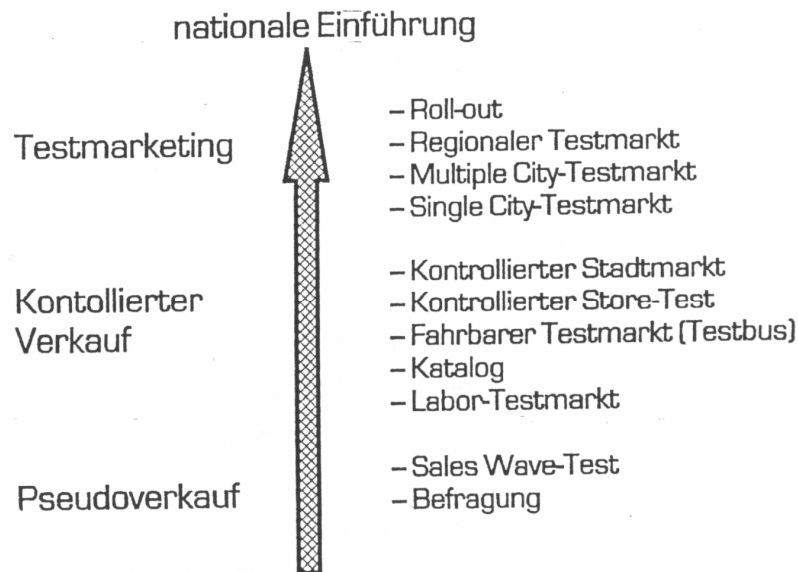 nationale Einführung
Testmarketing
– Roll-out
– Regionaler Testmarkt
– Multiple City-Testmarkt
– Single City-Testmarkt
Kontollierter
Verkauf
– Kontrollierter Stadtmarkt
– Kontrollierter Store-Test
– Fahrbarer Testmarkt (Testbus)
– Katalog
– Labor-Testmarkt
Pseudoverkauf
– Sales Wave-Test
– Befragung